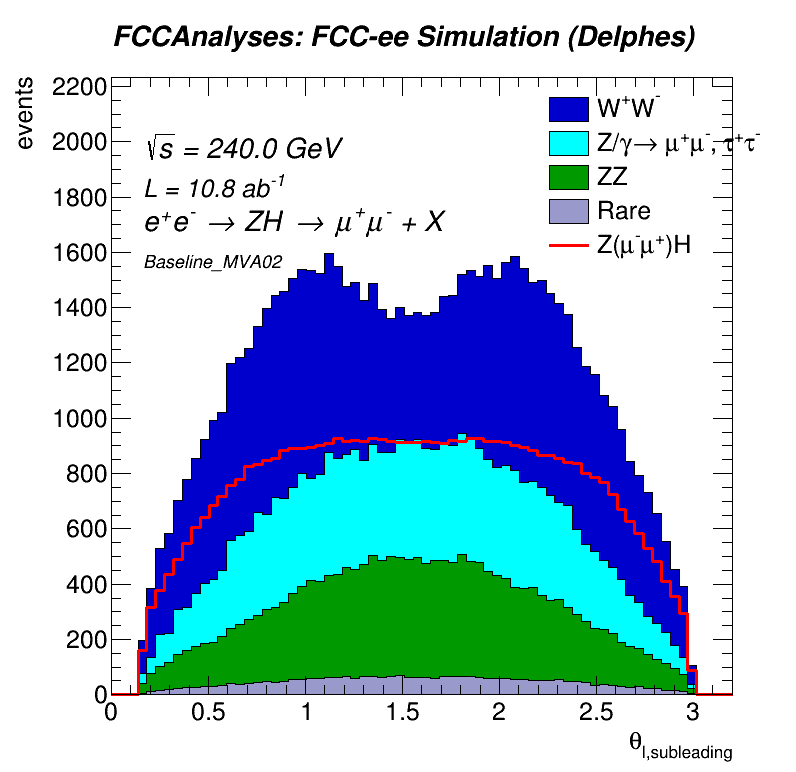 FCCAnalyses: FCC-ee Simulation (Delphes)
events
2200
2000
1800
1600
1400
1200
1000
800
600
400
200
0
√s = 240.0 GeV
L = 10.8 ab⁻¹
e⁺e⁻ → ZH → μ⁺μ⁻ + X
Baseline_MVA02
W⁺W⁻
Z/γ→ μ⁺μ⁻, τ⁺τ⁻
ZZ
Rare
Z(μ⁻μ⁺)H
0 0.5 1 1.5 2 2.5 3
θl,subleading